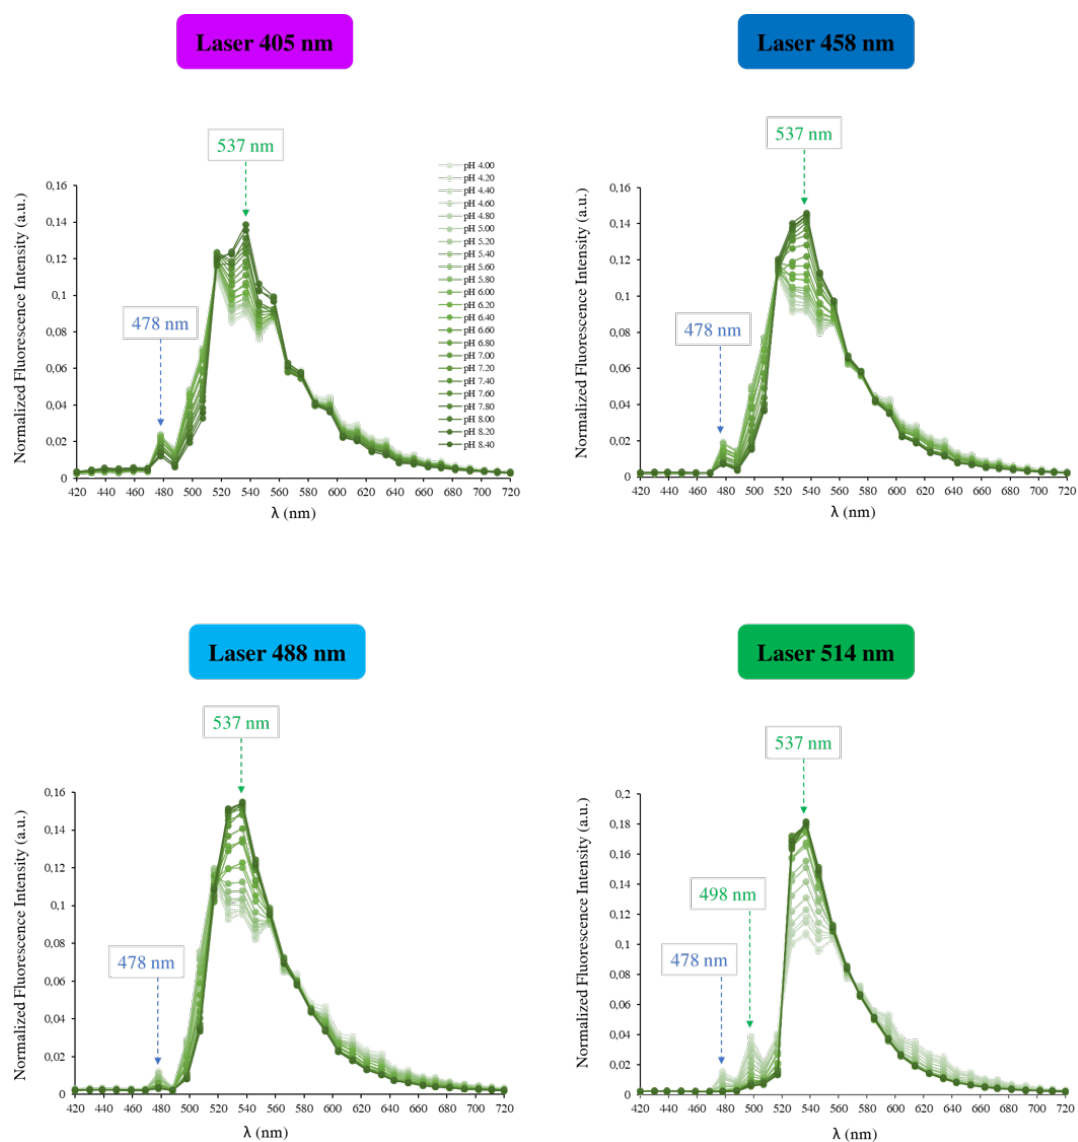 Laser 405 nm
537 nm
478 nm
Normalized Fluorescence Intensity (a.u.)
0,16
0,14
0,12
0,1
0,08
0,06
0,04
0,02
0
420 440 460 480 500 520 540 560 580 600 620 640 660 680 700 720
λ (nm)
pH 4.00
pH 4.20
pH 4.40
pH 4.60
pH 4.80
pH 5.00
pH 5.20
pH 5.40
pH 5.60
pH 5.80
pH 6.00
pH 6.20
pH 6.40
pH 6.60
pH 6.80
pH 7.00
pH 7.20
pH 7.40
pH 7.60
pH 7.80
pH 8.00
pH 8.20
pH 8.40
Laser 458 nm
537 nm
478 nm
Normalized Fluorescence Intensity (a.u.)
0,16
0,14
0,12
0,1
0,08
0,06
0,04
0,02
0
420 440 460 480 500 520 540 560 580 600 620 640 660 680 700 720
λ (nm)
Laser 488 nm
537 nm
478 nm
Normalized Fluorescence Intensity (a.u.)
0,16
0,14
0,12
0,1
0,08
0,06
0,04
0,02
0
420 440 460 480 500 520 540 560 580 600 620 640 660 680 700 720
λ (nm)
Laser 514 nm
537 nm
498 nm
478 nm
Normalized Fluorescence Intensity (a.u.)
0,2
0,18
0,16
0,14
0,12
0,1
0,08
0,06
0,04
0,02
0
420 440 460 480 500 520 540 560 580 600 620 640 660 680 700 720
λ (nm)